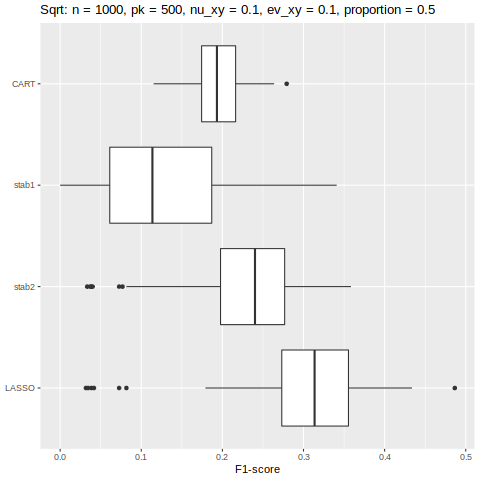 Sqrt: n = 1000, pk = 500, nu_xy = 0.1, ev_xy = 0.1, proportion = 0.5
CART
stab1
stab2
LASSO
0.0 0.1 0.2 0.3 0.4 0.5
F1-score